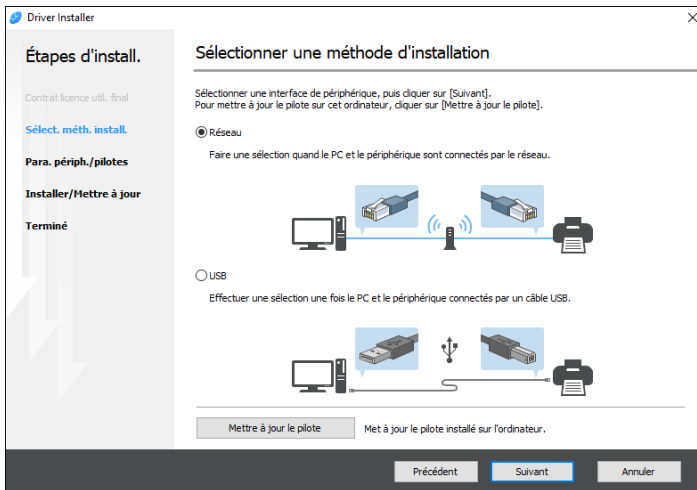 Driver Installer
Étapes d'install.
Contrat licence util. final
Sélect. méth. install.
Para. périph./pilotes
Installer/Mettre à jour
Terminé
Sélectionner une méthode d'installation
Sélectionner une interface de périphérique, puis cliquer sur [Suivant].
Pour mettre à jour le pilote sur cet ordinateur, cliquer sur [Mettre à jour le pilote].
Réseau
Faire une sélection quand le PC et le périphérique sont connectés par le réseau.
USB
Effectuer une sélection une fois le PC et le périphérique connectés par un câble USB.
Mettre à jour le pilote
Met à jour le pilote installé sur l'ordinateur.
Précédent
Suivant
Annuler